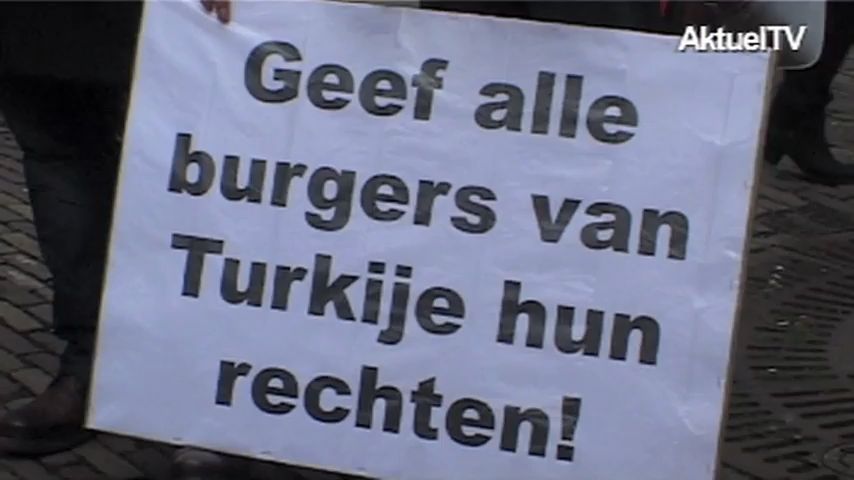 AktuelTV
Geef alle
burgers van
Turkije hun
rechten!